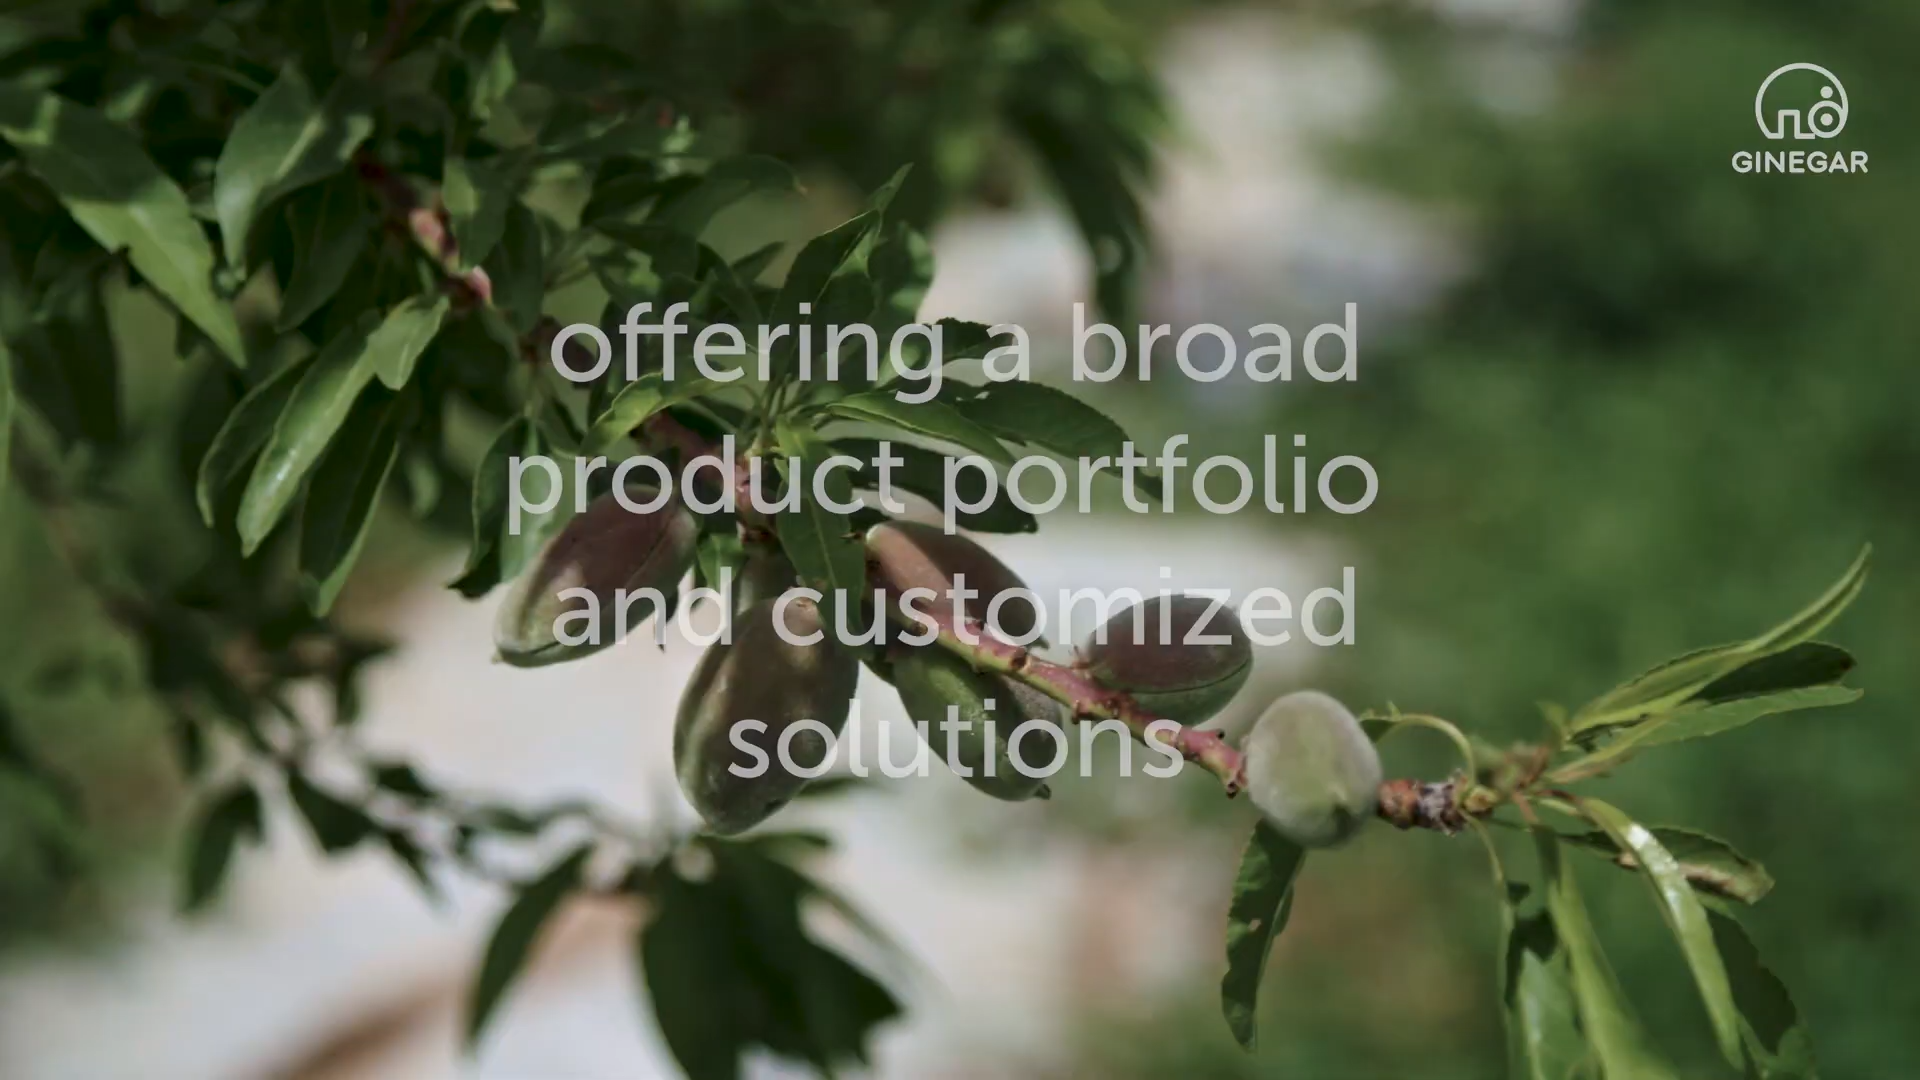 GINEGAR
offering a broad
product portfolio
and customized
solutions